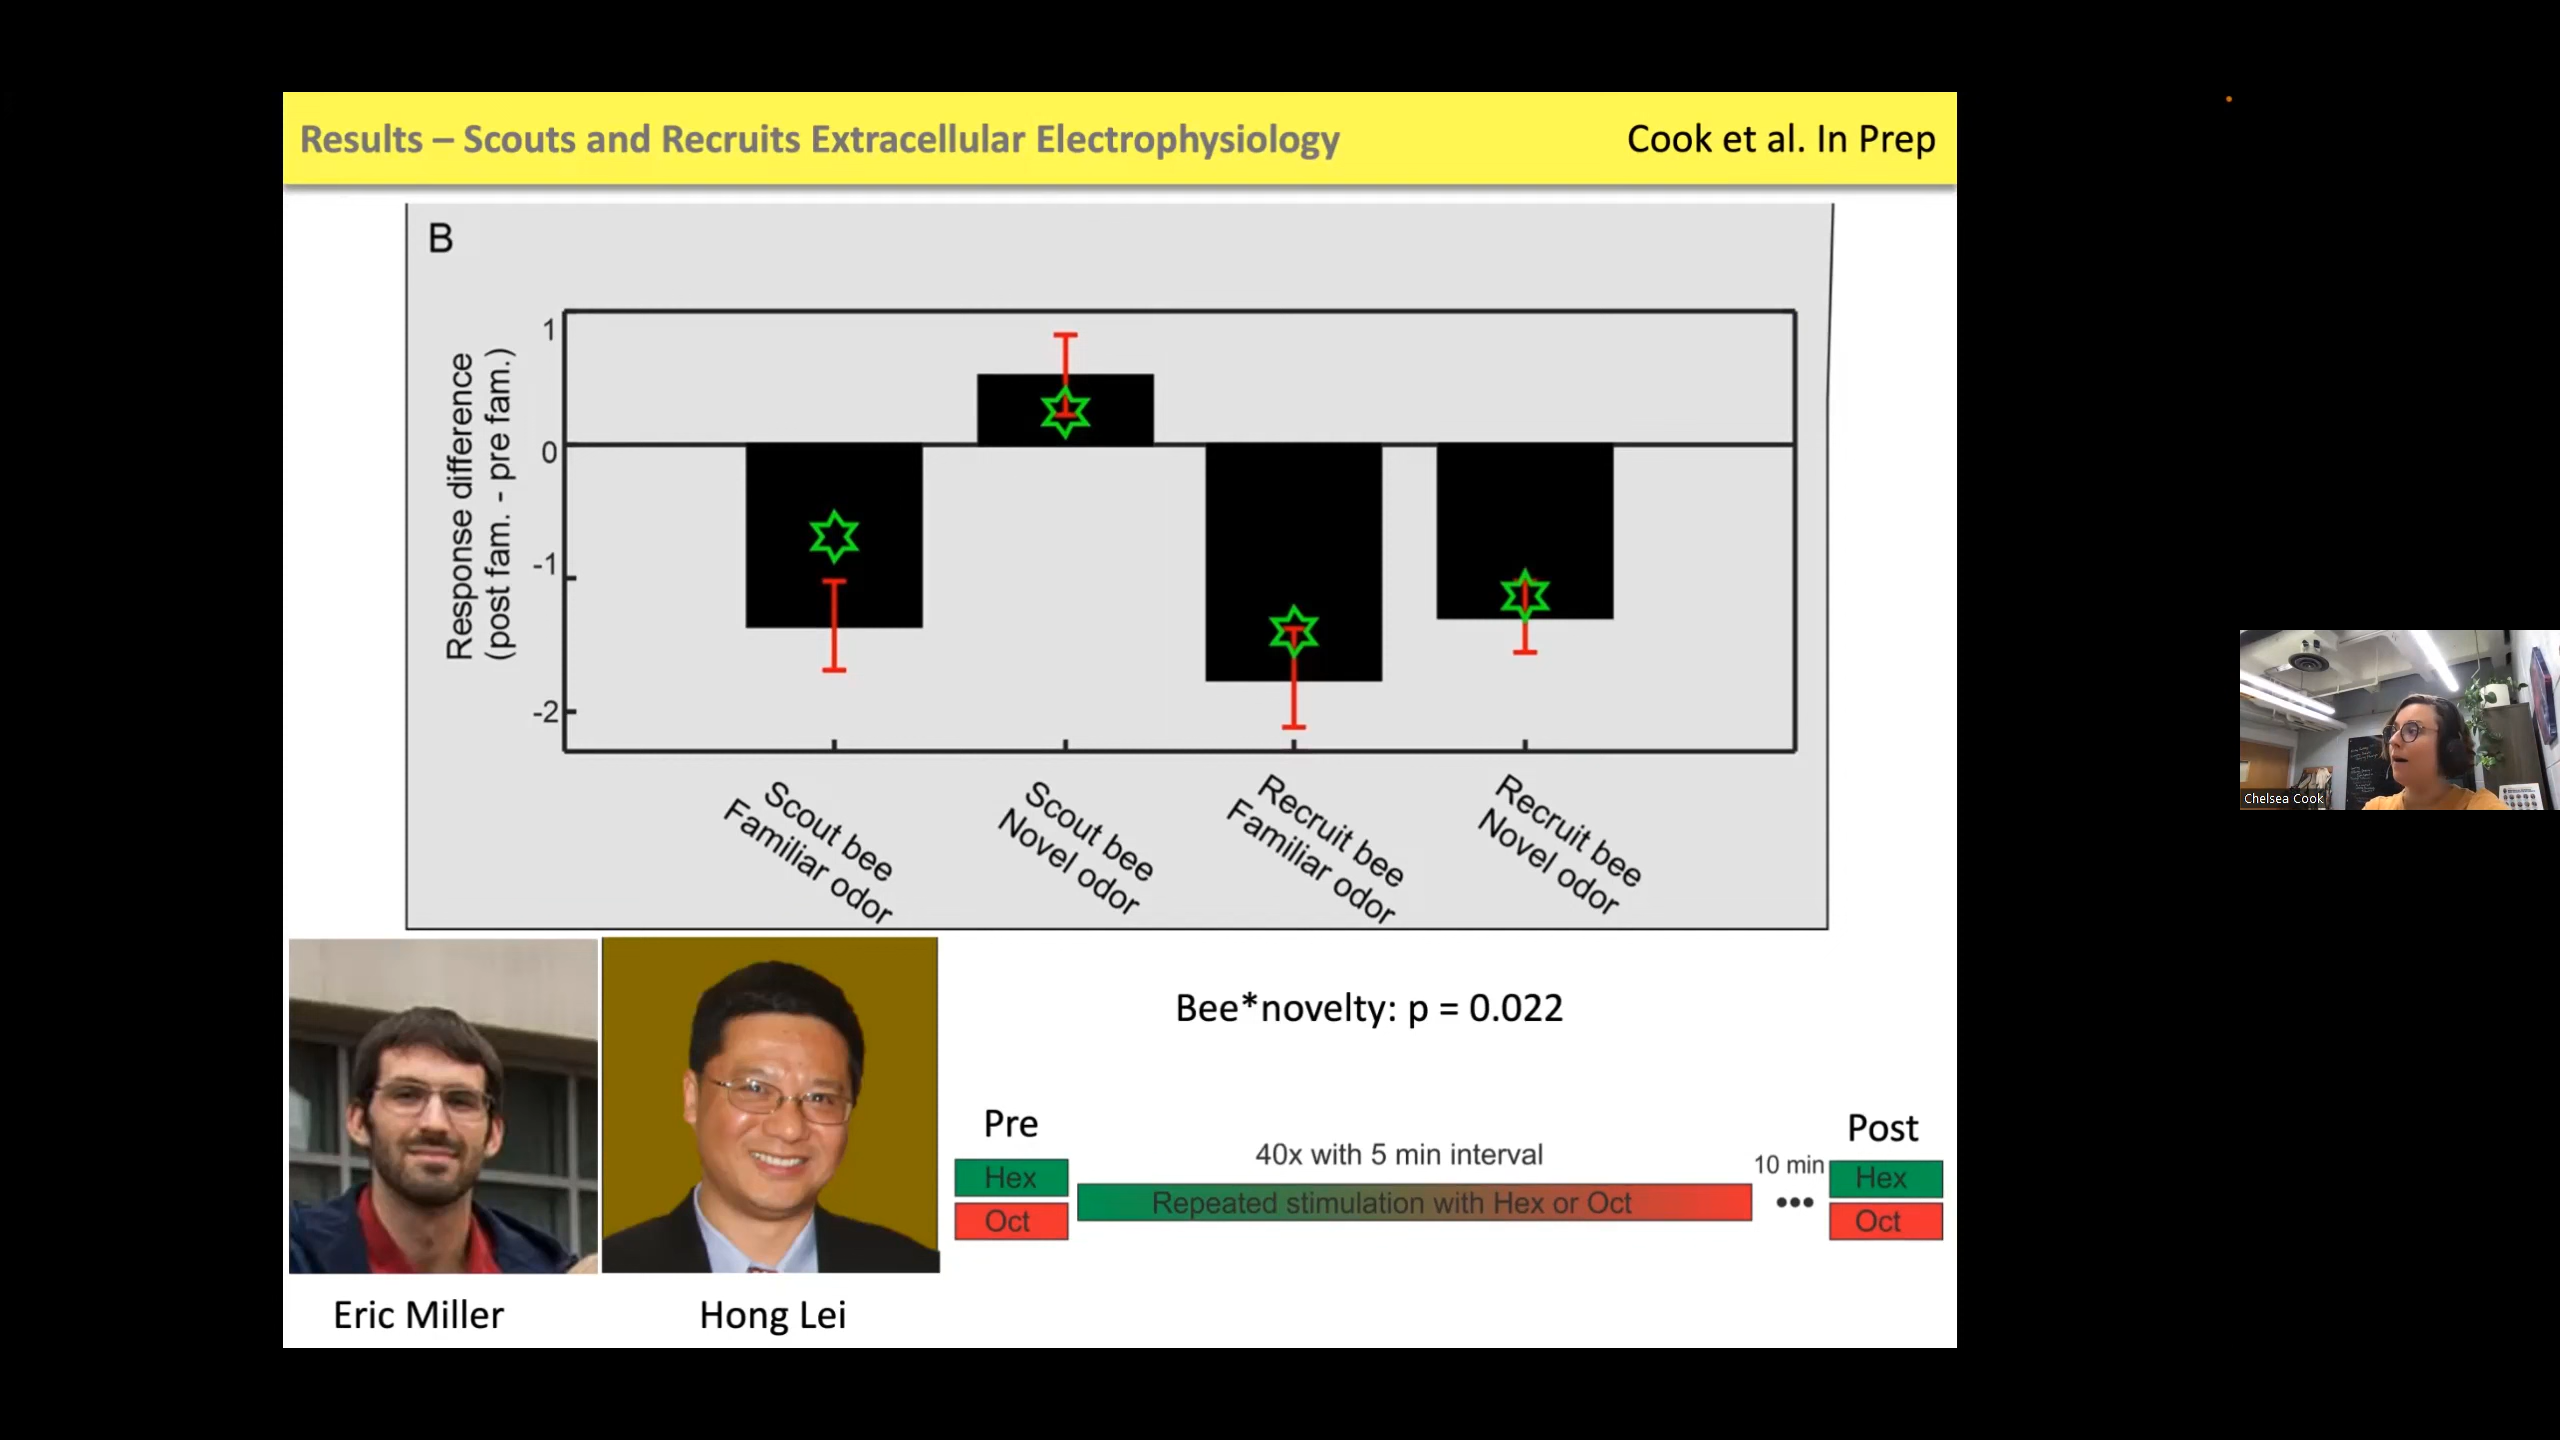 Results – Scouts and Recruits Extracellular Electrophysiology
Cook et al. In Prep
B
Response difference
(post fam. - pre fam.)
1
0
-1
-2
Scout bee
Familiar odor
Scout bee
Novel odor
Recruit bee
Familiar odor
Recruit bee
Novel odor
Bee*novelty: p = 0.022
Pre
Hex
Oct
40x with 5 min interval
Repeated stimulation with Hex or Oct
10 min
•••
Post
Hex
Oct
Eric Miller
Hong Lei
Chelsea Cook